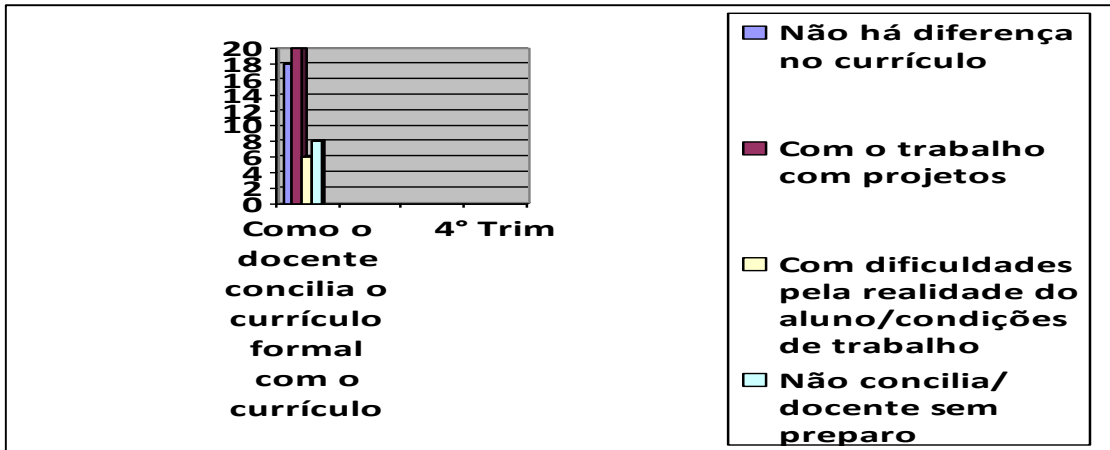 20
18
16
14
12
10
8
6
4
2
0
Como o
docente
concilia o
currículo
formal
com o
currículo
4° Trim
Não há diferença
no currículo
Com o trabalho
com projetos
Com dificuldades
pela realidade do
aluno/condições
de trabalho
Não concilia/
docente sem
preparo